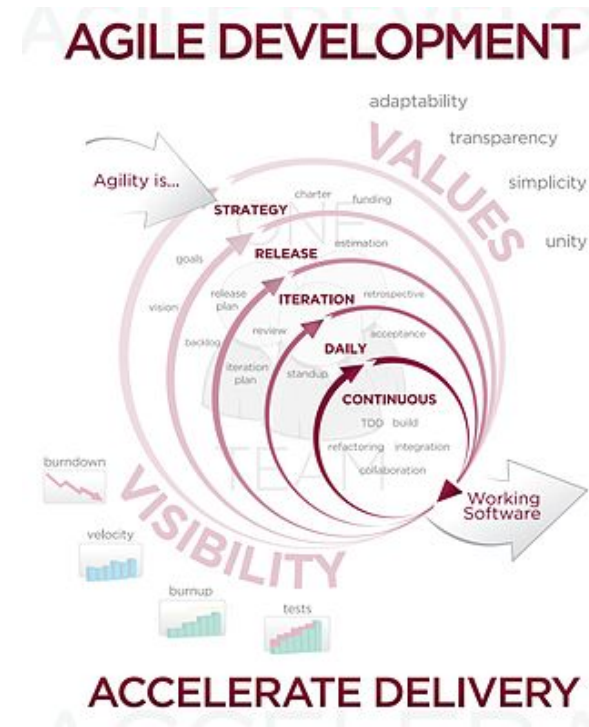 AGILE DEVELOPMENT
adaptability
VALUES
transparency
Agility is...
simplicity
charter
funding
STRATEGY
ONE
unity
estimation
goals
RELEASE
release
plan
ITERATION
retrospective
vision
review
acceptance
backlog
DAILY
iteration
plan
standup
CONTINUOUS
TDD build
refactoring integration
collaboration
TEAM
burndown
VISIBILITY
Working
Software
velocity
burnup
tests
ACCELERATE DELIVERY